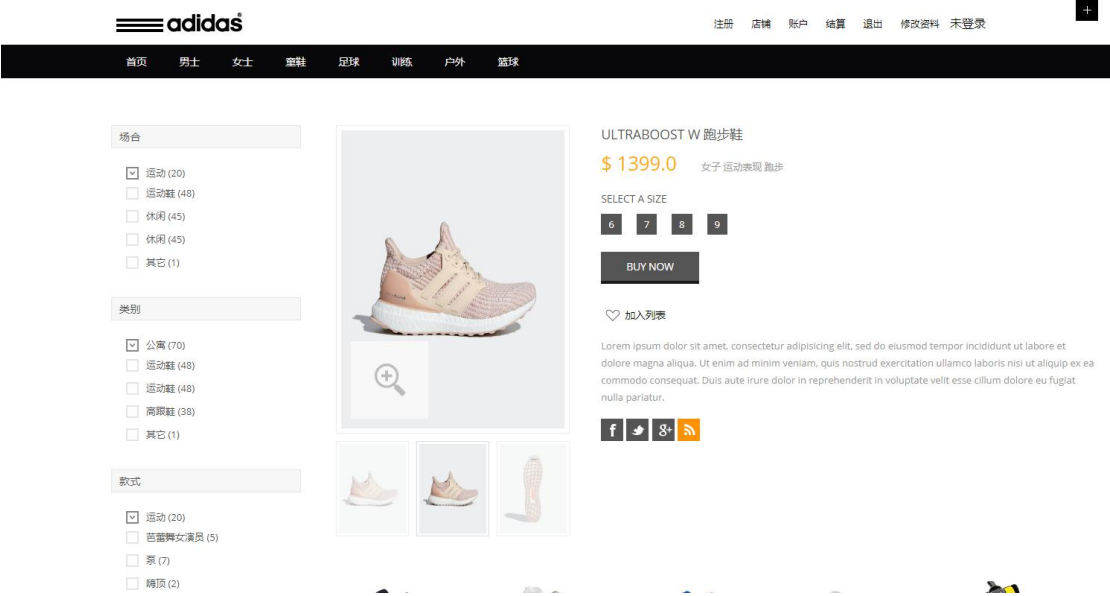 adidas
注册 店铺 账户 结算 退出 修改资料 未登录
+
首页 男士 女士 童鞋 足球 训练 户外 篮球
场合
运动 (20)
运动鞋 (48)
休闲 (45)
休闲 (45)
其它 (1)
类别
公寓 (70)
运动鞋 (48)
运动鞋 (48)
高跟鞋 (38)
其它 (1)
款式
运动 (20)
芭蕾舞女演员 (5)
泵 (7)
嗨顶 (2)
ULTRABOOST W 跑步鞋
$ 1399.0 女子 运动表现 跑步
SELECT A SIZE
6 7 8 9
BUY NOW
加入列表
Lorem ipsum dolor sit amet, consectetur adipisicing elit, sed do eiusmod tempor incididunt ut labore et
dolore magna aliqua. Ut enim ad minim veniam, quis nostrud exercitation ullamco laboris nisi ut aliquip ex ea
commodo consequat. Duis aute irure dolor in reprehenderit in voluptate velit esse cillum dolore eu fugiat
nulla pariatur.
f 8+